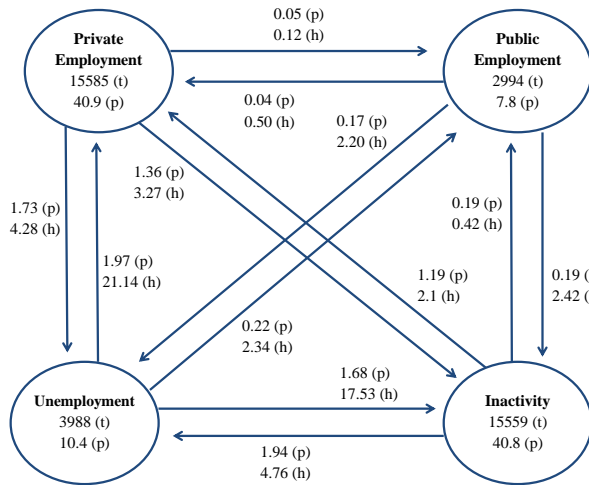 Private
Employment
15585 (t)
40.9 (p)
0.05 (p)
0.12 (h)
Public
Employment
2994 (t)
7.8 (p)
0.04 (p)
0.50 (h)
0.17 (p)
2.20 (h)
1.36 (p)
3.27 (h)
1.73 (p)
4.28 (h)
1.97 (p)
21.14 (h)
0.19 (p)
0.42 (h)
1.19 (p)
2.1 (h)
0.19 (
2.42 (
0.22 (p)
2.34 (h)
Unemployment
3988 (t)
10.4 (p)
1.68 (p)
17.53 (h)
Inactivity
15559 (t)
40.8 (p)
1.94 (p)
4.76 (h)